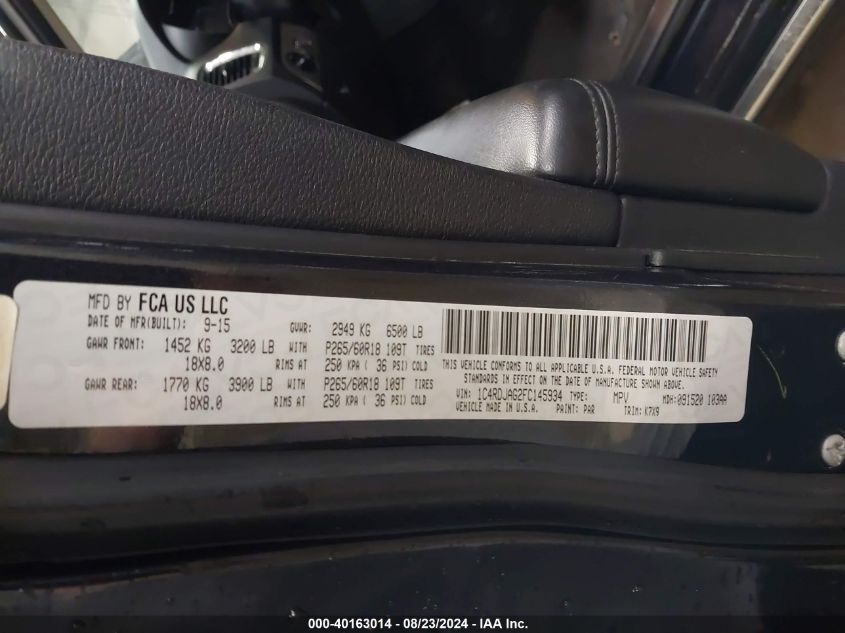 MFD BY FCA US LLC
DATE OF MFR(BUILT): 9-15 GVWR: 2949 KG 6500 LB
GAWR FRONT: 1452 KG 3200 LB WITH P265/60R18 109T TIRES
18X8.0 RIMS AT 250 KPA ( 36 PSI) COLD
GAWR REAR: 1770 KG 3900 LB WITH P265/60R18 109T TIRES
18X8.0 RIMS AT 250 KPA ( 36 PSI) COLD
THIS VEHICLE CONFORMS TO ALL APPLICABLE U.S.A. FEDERAL MOTOR VEHICLE SAFETY
STANDARDS IN EFFECT ON THE DATE OF MANUFACTURE SHOWN ABOVE.
VIN: 1C4RDJAG2FC145934 TYPE: MPV MDH: 091520 103AA
VEHICLE MADE IN U.S.A. PAINT: PAR TRIM: K7X9
000-40163014 - 08/23/2024 - IAA Inc.